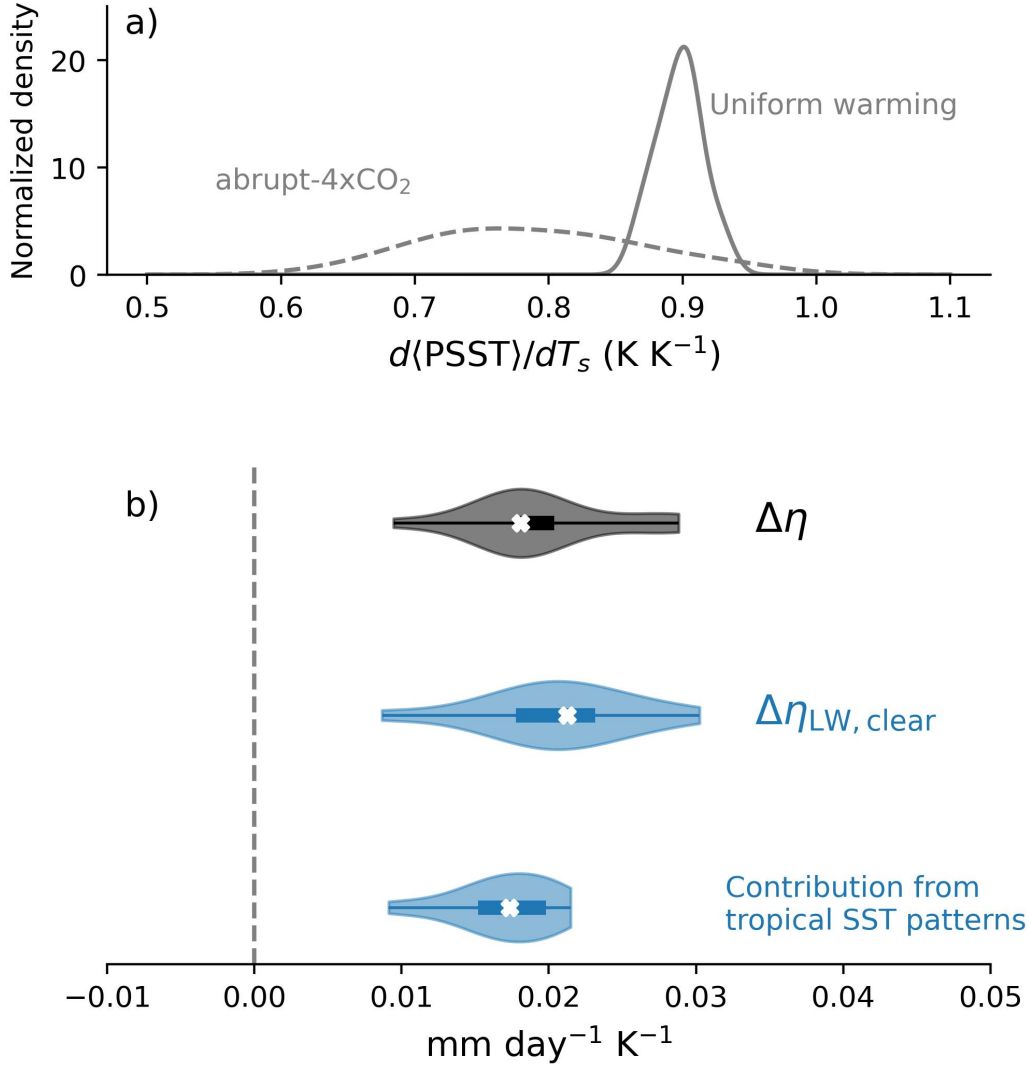 a)
Normalized density
20
10
0
Uniform warming
abrupt-4xCO₂
0.5 0.6 0.7 0.8 0.9 1.0 1.1
d⟨PSST⟩/dTₛ (K K⁻¹)
b)
Δη
Δη_LW, clear
Contribution from
tropical SST patterns
−0.01 0.00 0.01 0.02 0.03 0.04 0.05
mm day⁻¹ K⁻¹